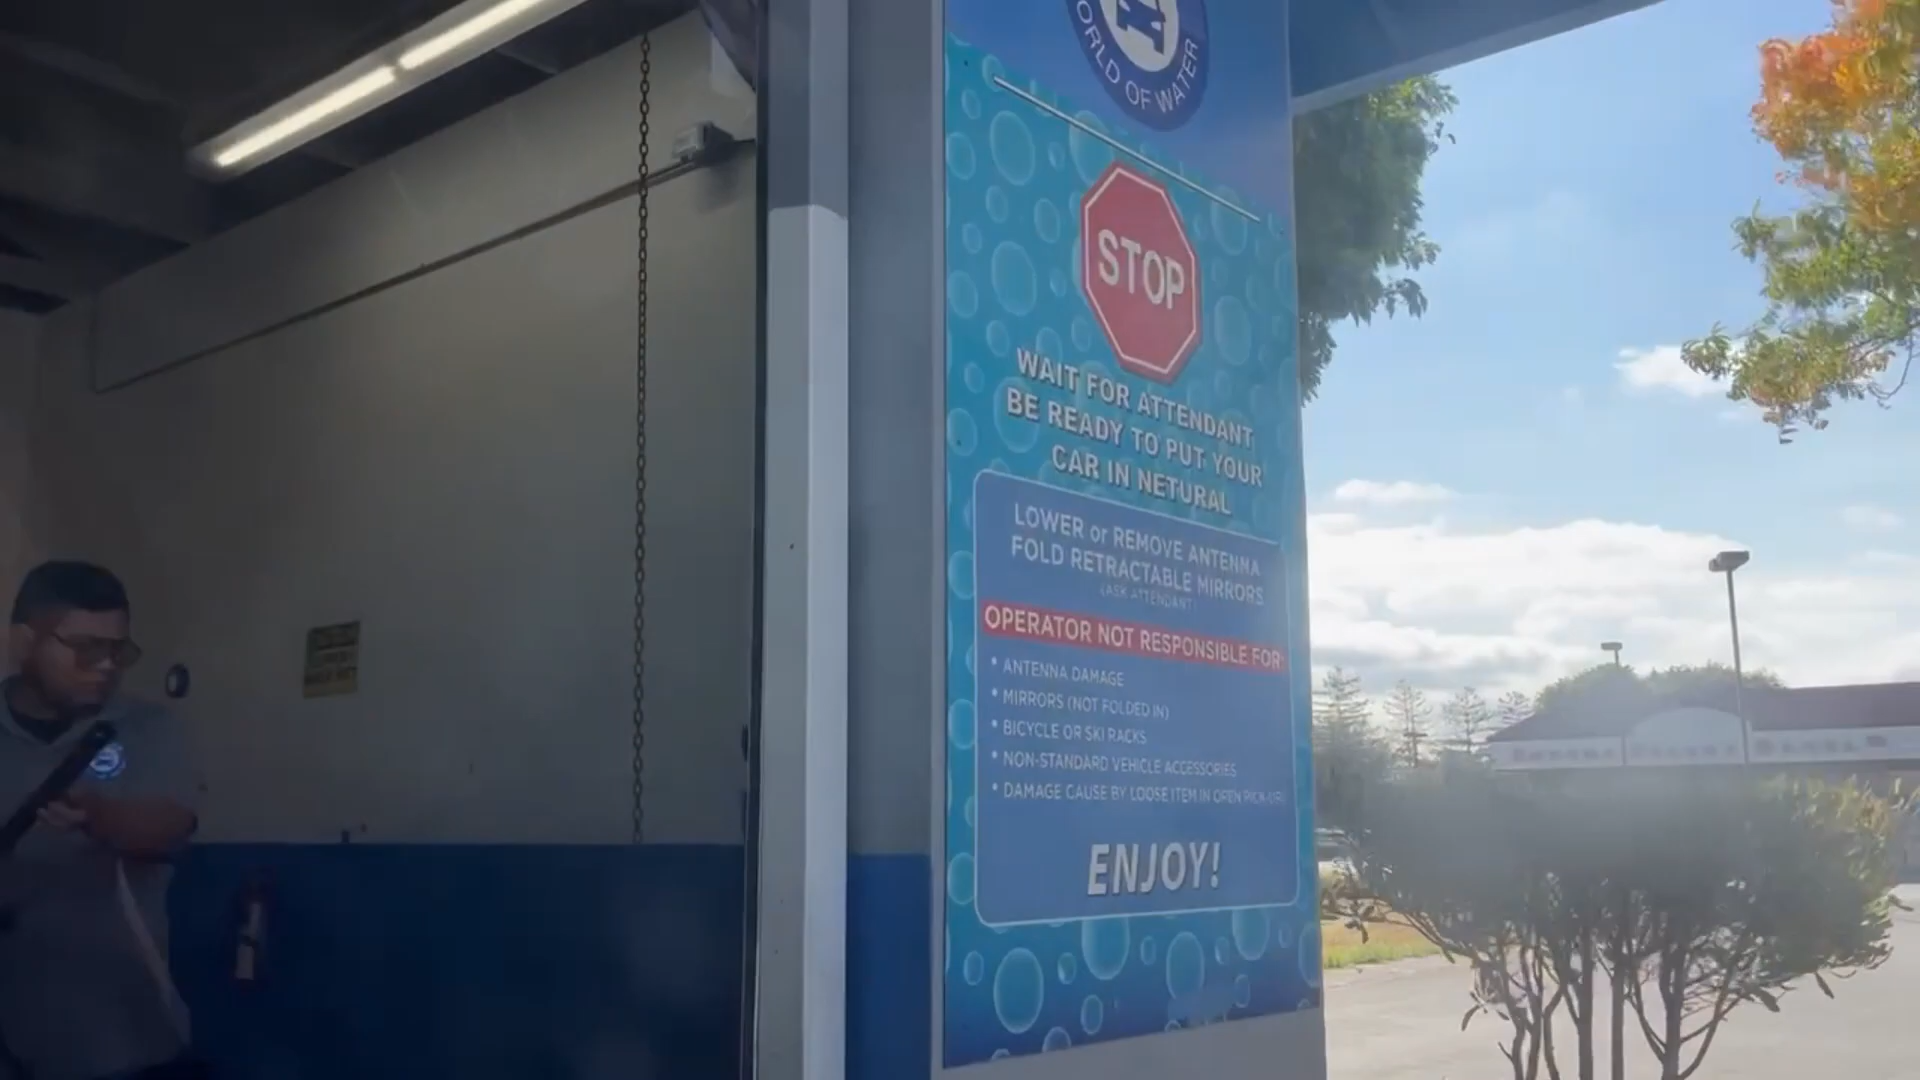 ORLD OF WATER
STOP
WAIT FOR ATTENDANT
BE READY TO PUT YOUR
CAR IN NETURAL
LOWER or REMOVE ANTENNA
FOLD RETRACTABLE MIRRORS
(ASK ATTENDANT)
OPERATOR NOT RESPONSIBLE FOR:
• ANTENNA DAMAGE
• MIRRORS (NOT FOLDED IN)
• BICYCLE OR SKI RACKS
• NON-STANDARD VEHICLE ACCESSORIES
• DAMAGE CAUSE BY LOOSE ITEM IN OPEN PICK-UP
ENJOY!